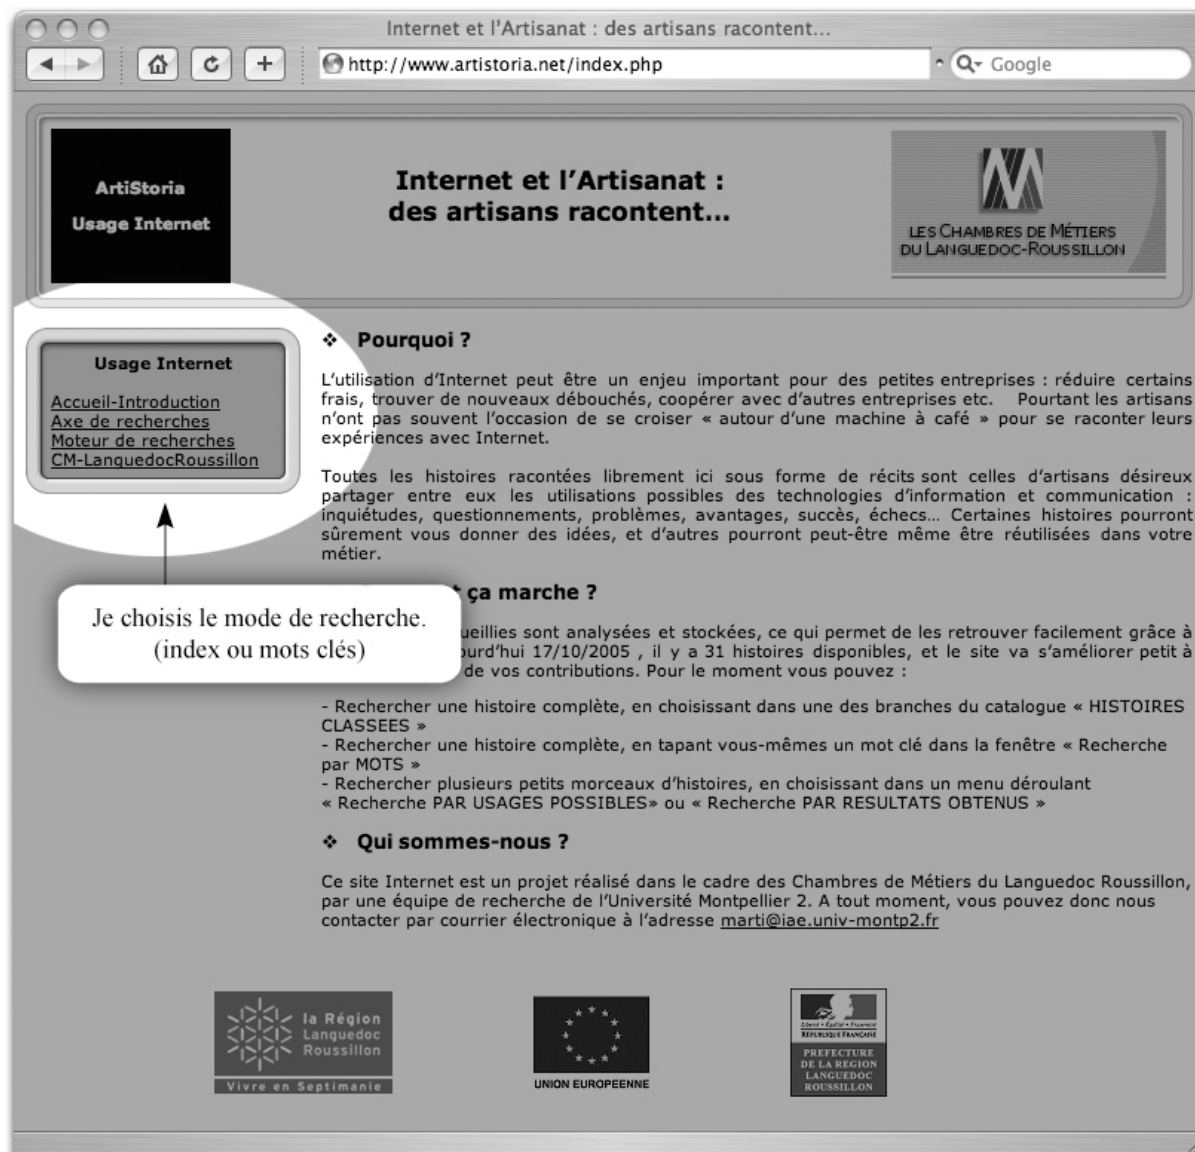 Internet et l'Artisanat : des artisans racontent...
http://www.artistoria.net/index.php
Google
ArtiStoria
Usage Internet
Internet et l'Artisanat :
des artisans racontent...
LES CHAMBRES DE MÉTIERS
DU LANGUEDOC-ROUSSILLON
Usage Internet
Accueil-Introduction
Axe de recherches
Moteur de recherches
CM-LanguedocRoussillon
Je choisis le mode de recherche.
(index ou mots clés)
❖ Pourquoi ?
L'utilisation d'Internet peut être un enjeu important pour des petites entreprises : réduire certains
frais, trouver de nouveaux débouchés, coopérer avec d'autres entreprises etc. Pourtant les artisans
n'ont pas souvent l'occasion de se croiser « autour d'une machine à café » pour se raconter leurs
expériences avec Internet.
Toutes les histoires racontées librement ici sous forme de récits sont celles d'artisans désireux
partager entre eux les utilisations possibles des technologies d'information et communication :
inquiétudes, questionnements, problèmes, avantages, succès, échecs... Certaines histoires pourront
sûrement vous donner des idées, et d'autres pourront peut-être même être réutilisées dans votre
métier.
ça marche ?
sont analysées et stockées, ce qui permet de les retrouver facilement grâce à
17/10/2005 , il y a 31 histoires disponibles, et le site va s'améliorer petit à
de vos contributions. Pour le moment vous pouvez :
- Rechercher une histoire complète, en choisissant dans une des branches du catalogue « HISTOIRES
CLASSEES »
- Rechercher une histoire complète, en tapant vous-mêmes un mot clé dans la fenêtre « Recherche
par MOTS »
- Rechercher plusieurs petits morceaux d'histoires, en choisissant dans un menu déroulant
« Recherche PAR USAGES POSSIBLES» ou « Recherche PAR RESULTATS OBTENUS »
❖ Qui sommes-nous ?
Ce site Internet est un projet réalisé dans le cadre des Chambres de Métiers du Languedoc Roussillon,
par une équipe de recherche de l'Université Montpellier 2. A tout moment, vous pouvez donc nous
contacter par courrier électronique à l'adresse marti@iae.univ-montp2.fr
la Région
Languedoc
Roussillon
Vivre en Septimanie
UNION EUROPEENNE
Liberté • Égalité • Fraternité
RÉPUBLIQUE FRANÇAISE
PREFECTURE
DE LA REGION
LANGUEDOC
ROUSSILLON